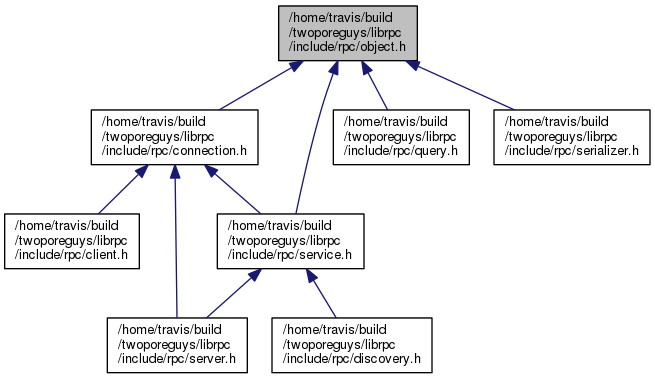 /home/travis/build
/twoporeguys/librpc
/include/rpc/object.h
/home/travis/build
/twoporeguys/librpc
/include/rpc/connection.h
/home/travis/build
/twoporeguys/librpc
/include/rpc/query.h
/home/travis/build
/twoporeguys/librpc
/include/rpc/serializer.h
/home/travis/build
/twoporeguys/librpc
/include/rpc/client.h
/home/travis/build
/twoporeguys/librpc
/include/rpc/service.h
/home/travis/build
/twoporeguys/librpc
/include/rpc/server.h
/home/travis/build
/twoporeguys/librpc
/include/rpc/discovery.h